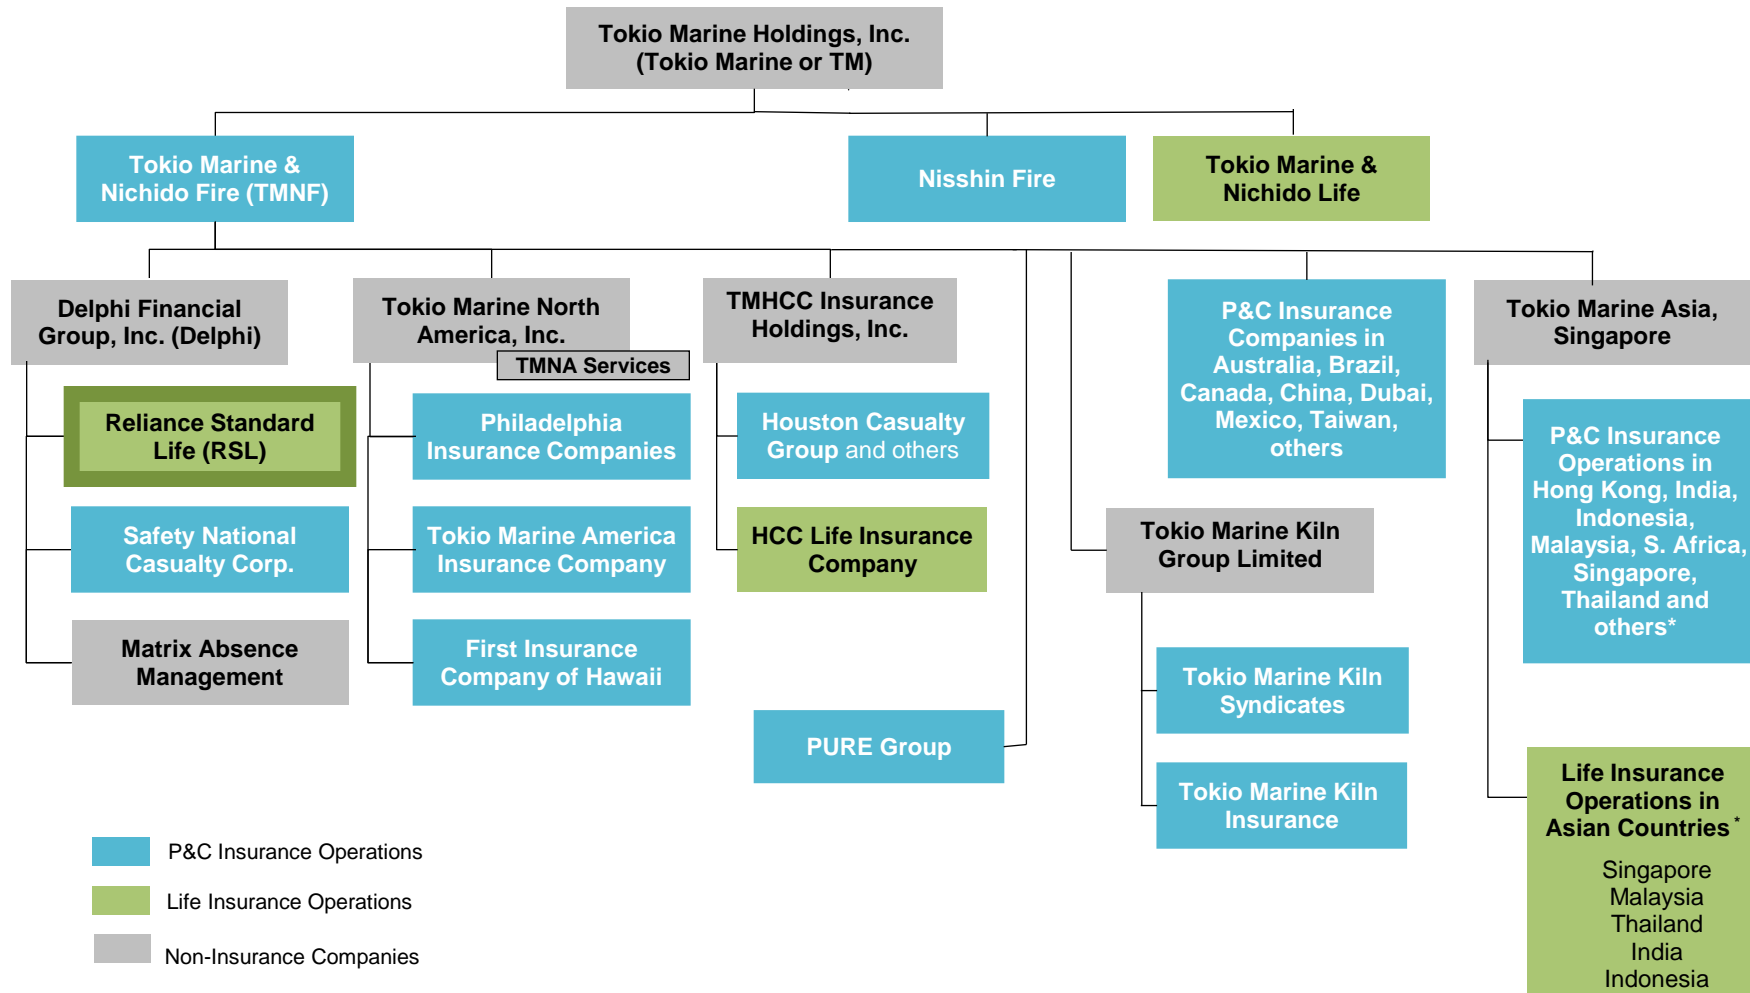 Tokio Marine Holdings, Inc.
(Tokio Marine or TM)
Tokio Marine &
Nichido Fire (TMNF)
Nisshin Fire
Tokio Marine &
Nichido Life
Delphi Financial
Group, Inc. (Delphi)
Reliance Standard
Life (RSL)
Safety National
Casualty Corp.
Matrix Absence
Management
Tokio Marine North
America, Inc.
TMNA Services
Philadelphia
Insurance Companies
Tokio Marine America
Insurance Company
First Insurance
Company of Hawaii
TMHCC Insurance
Holdings, Inc.
Houston Casualty
Group and others
HCC Life Insurance
Company
PURE Group
Tokio Marine Kiln
Group Limited
Tokio Marine Kiln
Syndicates
Tokio Marine Kiln
Insurance
P&C Insurance
Companies in
Australia, Brazil,
Canada, China, Dubai,
Mexico, Taiwan,
others
Tokio Marine Asia,
Singapore
P&C Insurance
Operations in
Hong Kong, India,
Indonesia,
Malaysia, S. Africa,
Singapore,
Thailand and
others*
Life Insurance
Operations in
Asian Countries *
Singapore
Malaysia
Thailand
India
Indonesia
P&C Insurance Operations
Life Insurance Operations
Non-Insurance Companies